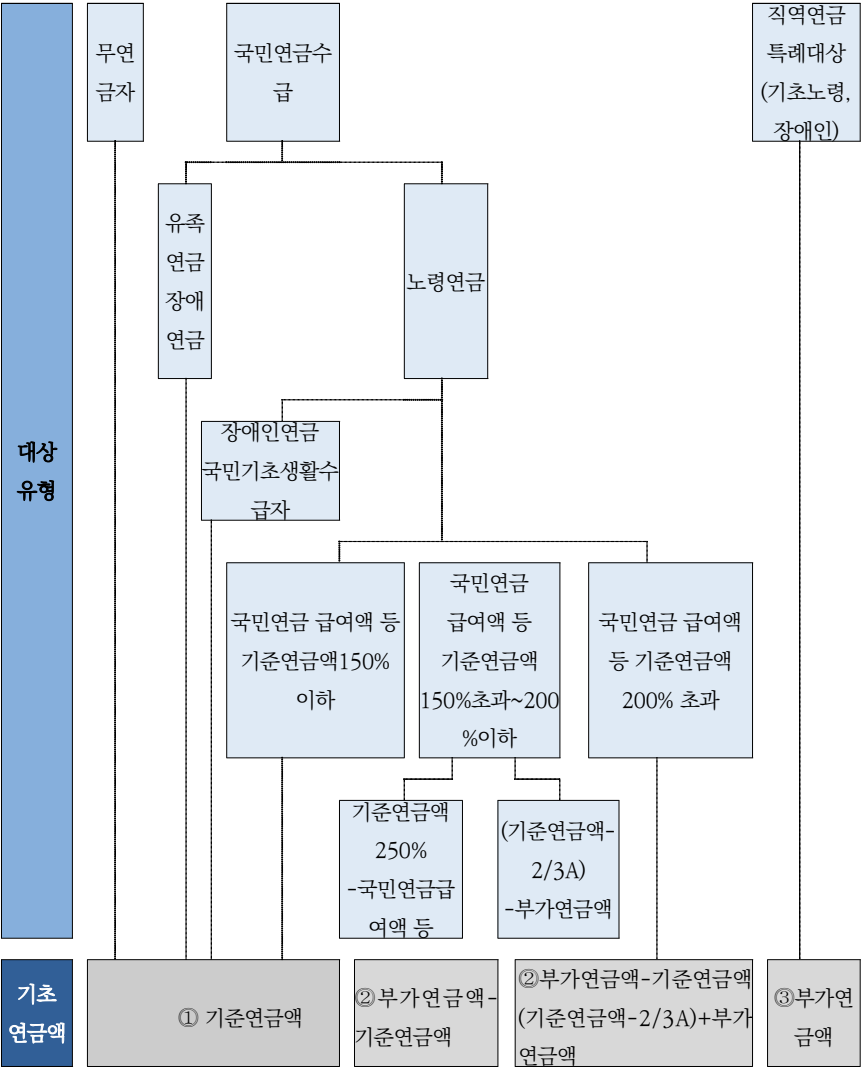 대상
유형
무연
금자
국민연금수
급
직역연금
특례대상
(기초노령,
장애인)
유족
연금
장애
연금
노령연금
장애인연금
국민기초생활수
급자
국민연금 급여액 등
기준연금액150%
이하
국민연금
급여액 등
기준연금액
150%초과~200
%이하
국민연금 급여액
등 기준연금액
200% 초과
기준연금액
250%
-국민연금급
여액 등
(기준연금액-
2/3A)
-부가연금액
기초
연금액
① 기준연금액
②부가연금액-
기준연금액
②부가연금액-기준연금액
(기준연금액-2/3A)+부가
연금액
③부가연
금액